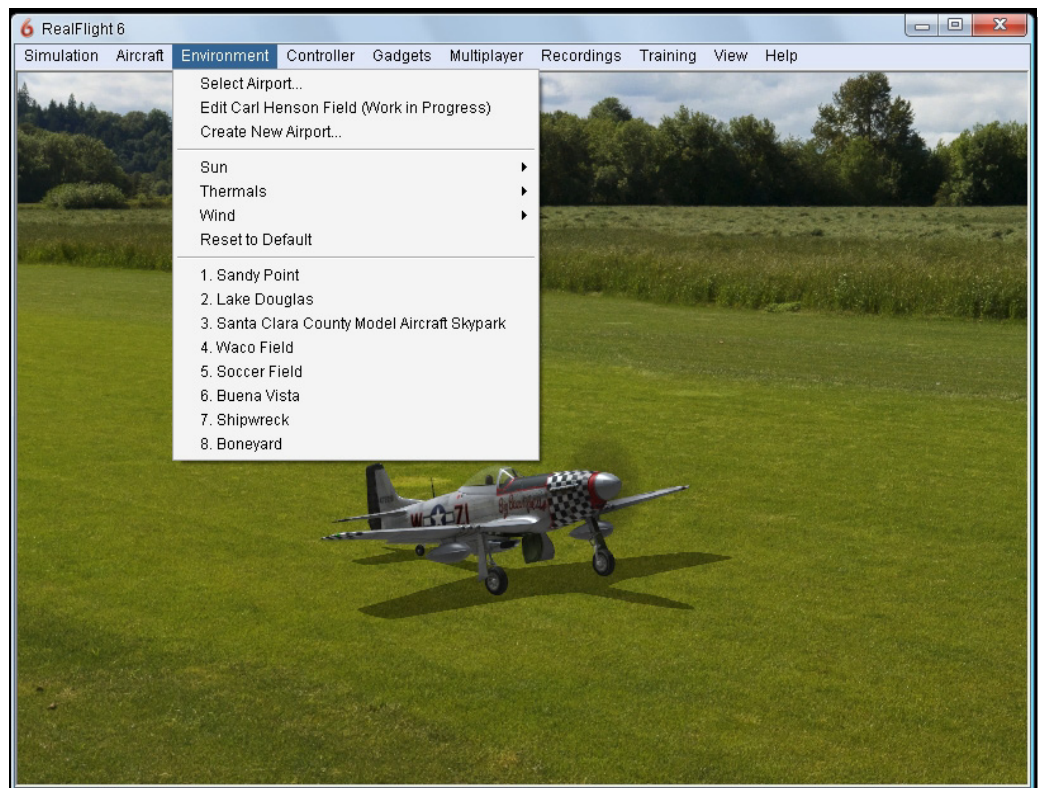 6 RealFlight 6
Simulation Aircraft Environment Controller Gadgets Multiplayer Recordings Training View Help
Select Airport...
Edit Carl Henson Field (Work in Progress)
Create New Airport...
Sun
Thermals
Wind
Reset to Default
1. Sandy Point
2. Lake Douglas
3. Santa Clara County Model Aircraft Skypark
4. Waco Field
5. Soccer Field
6. Buena Vista
7. Shipwreck
8. Boneyard
W ZI